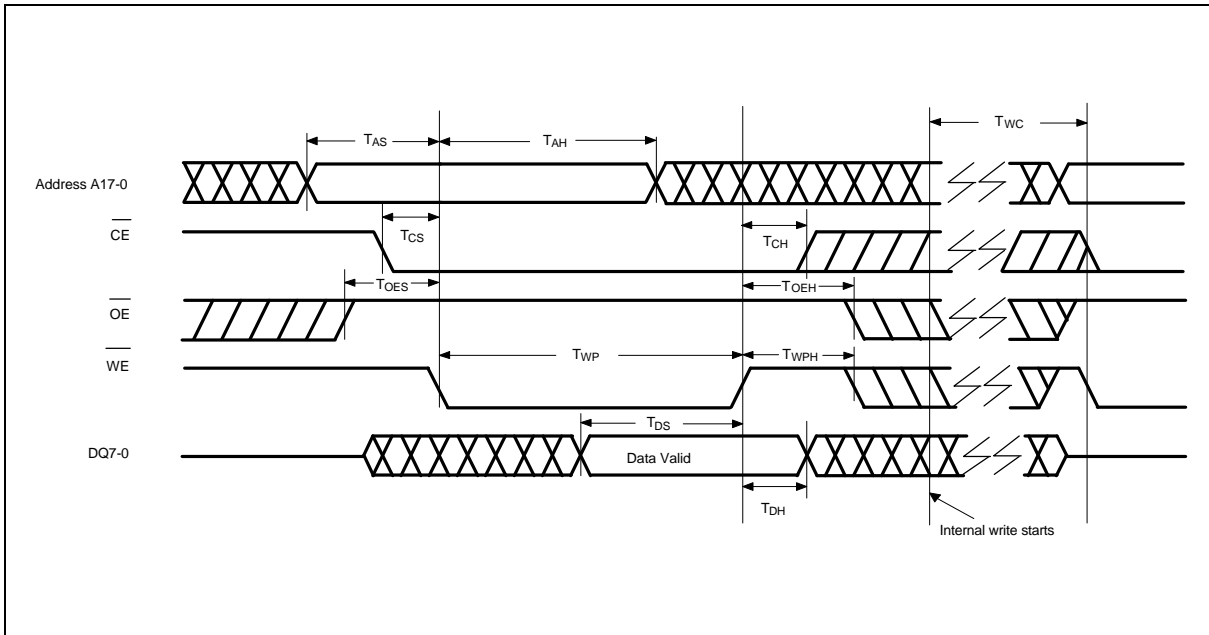 TAS
TAH
TWC
Address A17-0
CE
TCS
TCH
TOES
TOEH
OE
WE
TWP
TWPH
TDS
DQ7-0
Data Valid
TDH
Internal write starts